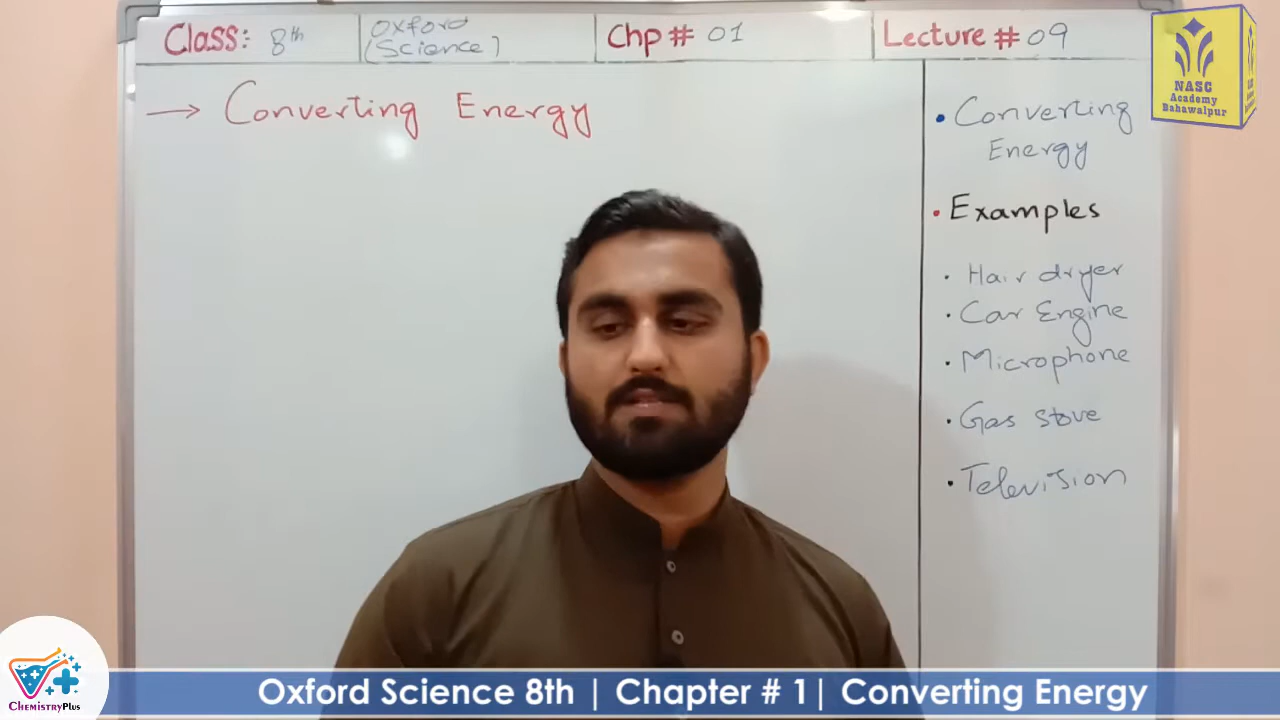 Class: 8th
Oxford
(Science)
Chp # 01
Lecture # 09
NASC
Academy
Bahawalpur
→ Converting Energy
• Converting
Energy
• Examples
• Hair dryer
• Car Engine
• Microphone
• Gas stove
• Television
ChemistryPlus
Oxford Science 8th | Chapter # 1| Converting Energy